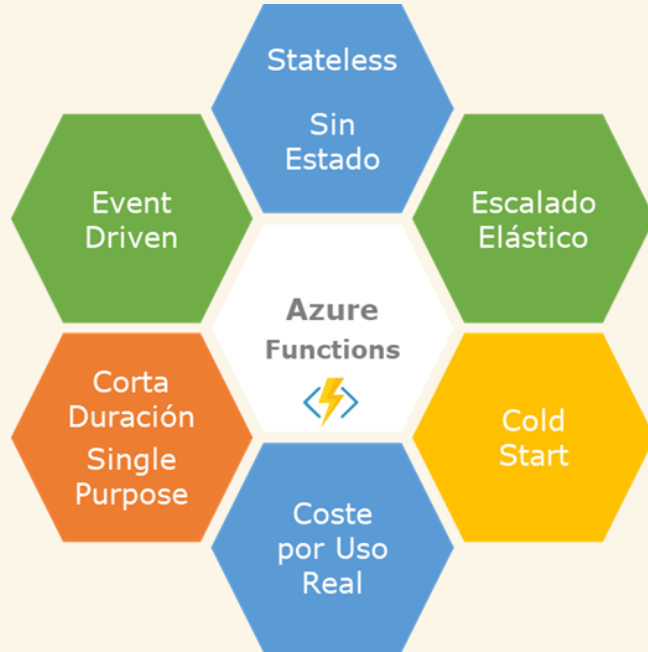 Stateless
Sin
Estado
Event
Driven
Escalado
Elástico
Azure
Functions
Corta
Duración
Single
Purpose
Cold
Start
Coste
por Uso
Real